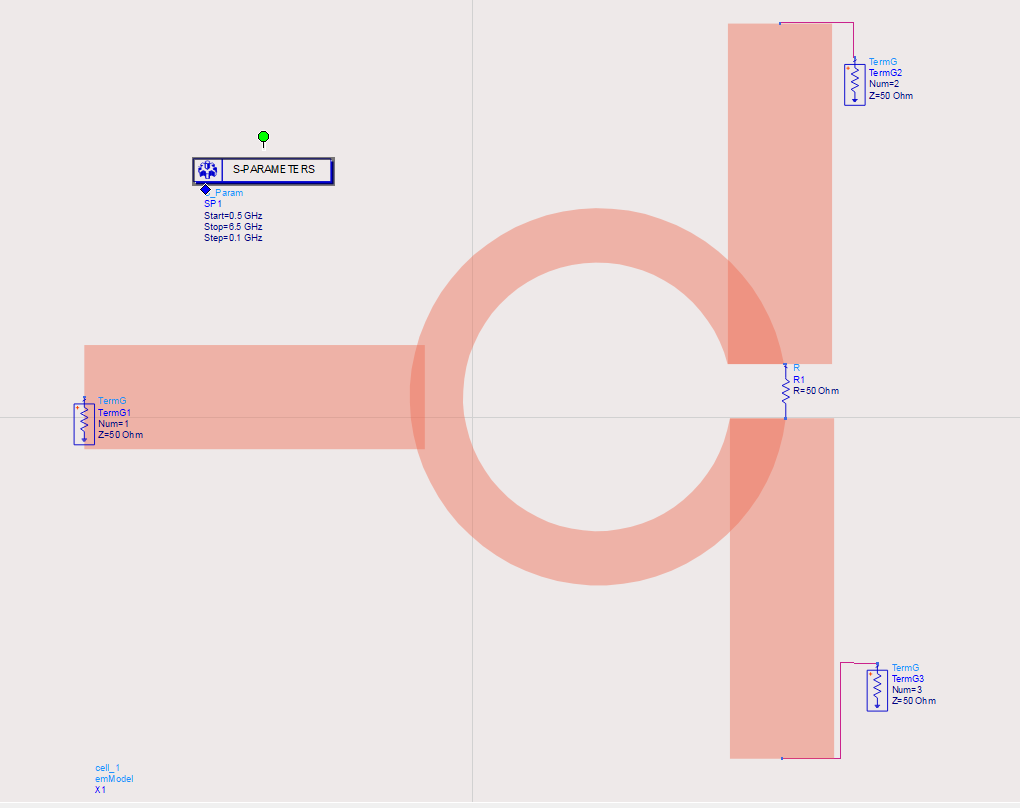 TermG
TermG2
Num=2
Z=50 Ohm
S-PARAMETERS
_Param
SP1
Start=0.5 GHz
Stop=6.5 GHz
Step=0.1 GHz
R
R1
R=50 Ohm
TermG
TermG1
Num=1
Z=50 Ohm
TermG
TermG3
Num=3
Z=50 Ohm
cell_1
emModel
X1